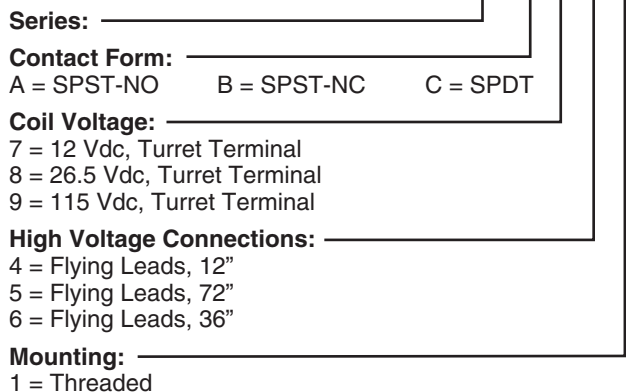 Series:
Contact Form:
A = SPST-NO B = SPST-NC C = SPDT
Coil Voltage:
7 = 12 Vdc, Turret Terminal
8 = 26.5 Vdc, Turret Terminal
9 = 115 Vdc, Turret Terminal
High Voltage Connections:
4 = Flying Leads, 12”
5 = Flying Leads, 72”
6 = Flying Leads, 36”
Mounting:
1 = Threaded